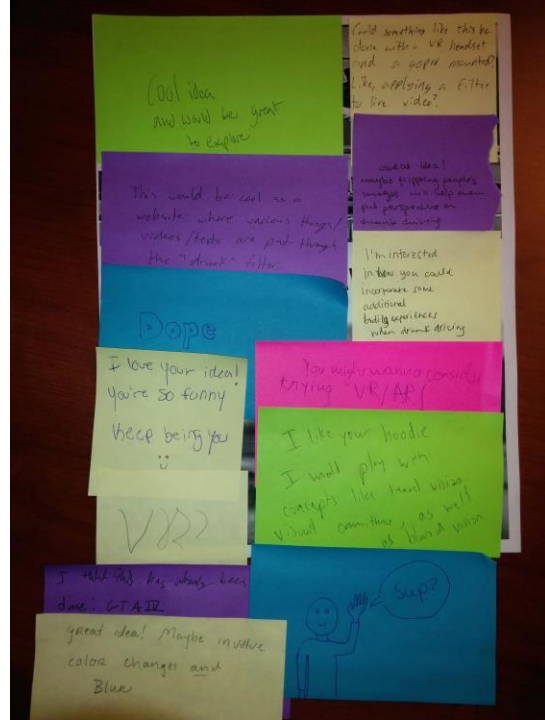 Cool idea
and would be great
to explore
Could something like this be
done with a VR headset
and a gopro mounted?
Like, applying a filter
to live video?
This would be cool as a
website where various things/
videos/texts are put through
the "drunk" filter.
Great idea!
maybe flipping people's
images may help them
put perspective on
drunk driving
I'm interested
in how you could
incorporate some
additional
bodily experiences
when drunk driving
Dope
I love your idea!
You're so funny
Keep being you
You might wanna consider
trying VR/AR!
I like your hoodie
I would play with
concepts like tunnel vision,
visual as well
as blurred vision
V
I think this has already been
done: GTA IV
Sup?
great idea! Maybe involve
color changes and
Blue